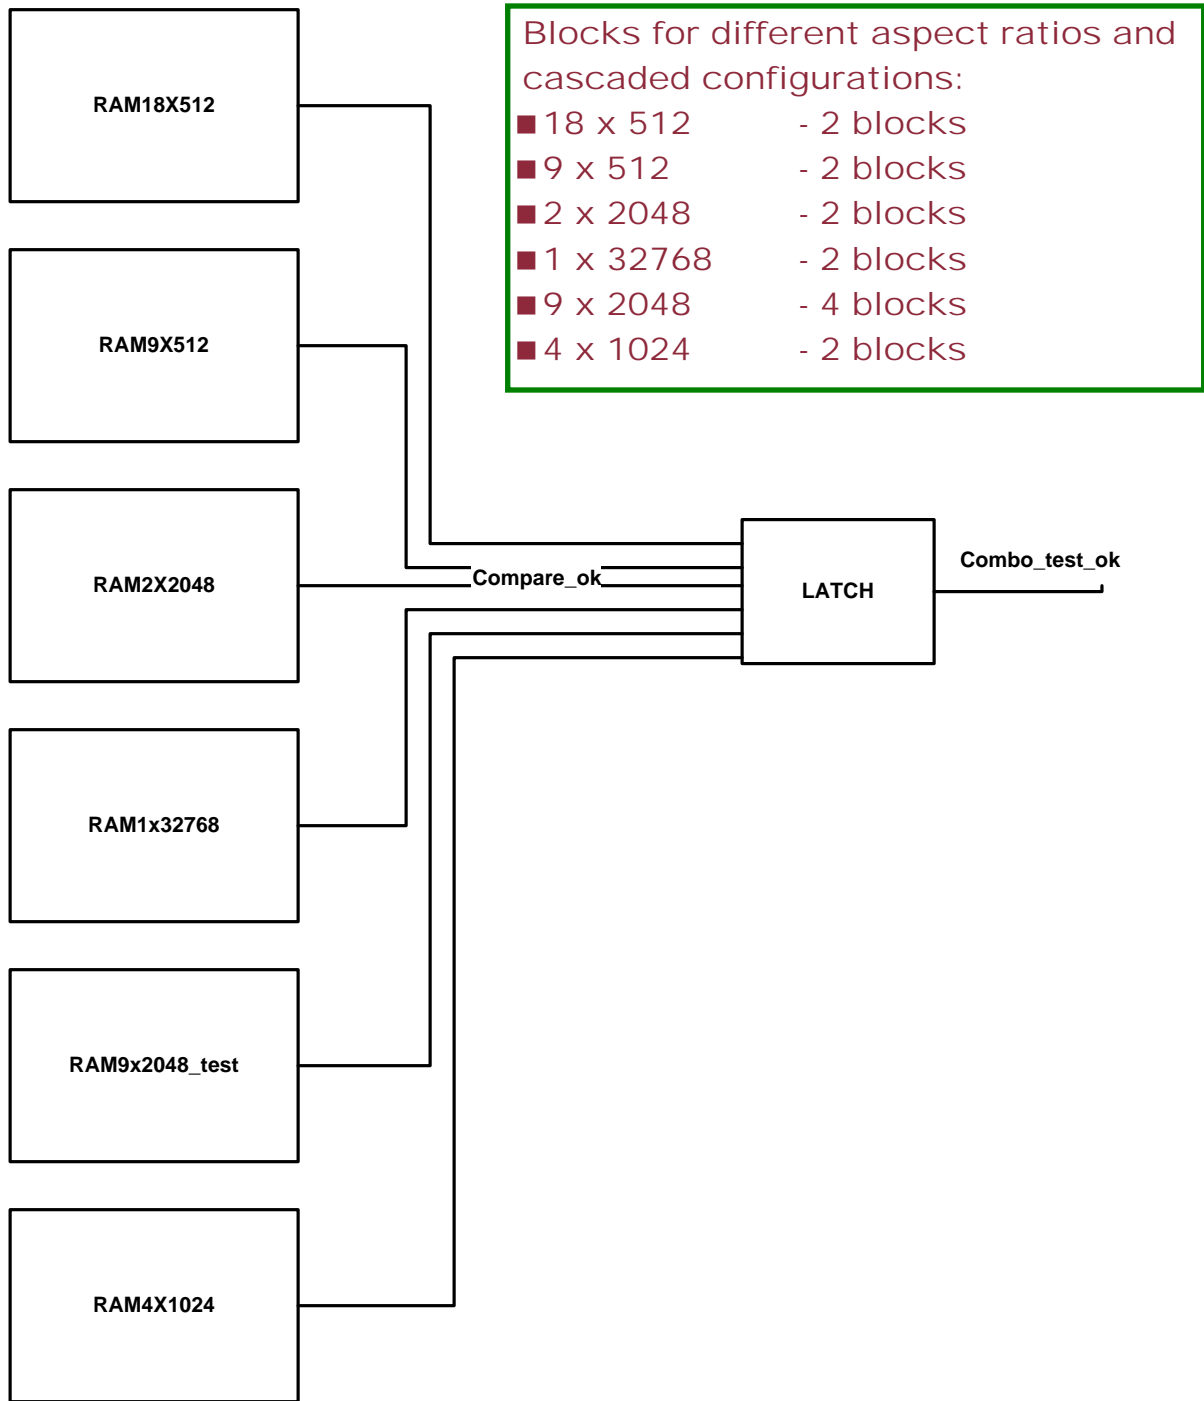 Blocks for different aspect ratios and
cascaded configurations:
■ 18 x 512 - 2 blocks
■ 9 x 512 - 2 blocks
■ 2 x 2048 - 2 blocks
■ 1 x 32768 - 2 blocks
■ 9 x 2048 - 4 blocks
■ 4 x 1024 - 2 blocks
RAM18X512
RAM9X512
RAM2X2048
RAM1x32768
RAM9x2048_test
RAM4X1024
Compare_ok
LATCH
Combo_test_ok